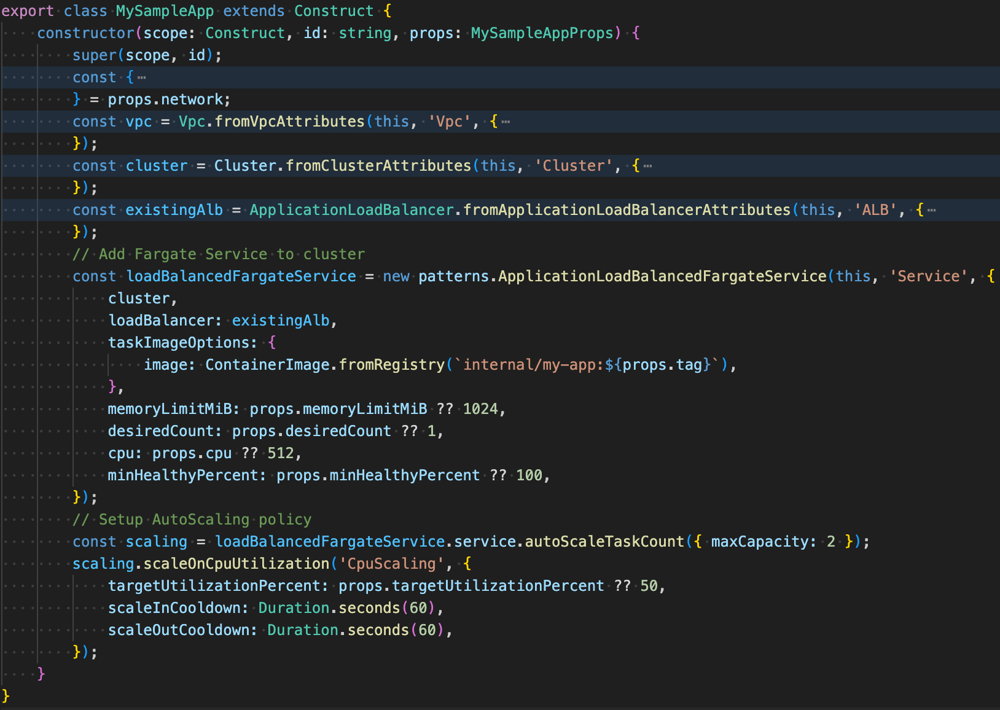 export class MySampleApp extends Construct {
    constructor(scope: Construct, id: string, props: MySampleAppProps) {
        super(scope, id);
        const {⋯
        } = props.network;
        const vpc = Vpc.fromVpcAttributes(this, 'Vpc', {⋯
        });
        const cluster = Cluster.fromClusterAttributes(this, 'Cluster', {⋯
        });
        const existingAlb = ApplicationLoadBalancer.fromApplicationLoadBalancerAttributes(this, 'ALB', {⋯
        });
        // Add Fargate Service to cluster
        const loadBalancedFargateService = new patterns.ApplicationLoadBalancedFargateService(this, 'Service', {
            cluster,
            loadBalancer: existingAlb,
            taskImageOptions: {
                image: ContainerImage.fromRegistry(`internal/my-app:${props.tag}`),
            },
            memoryLimitMiB: props.memoryLimitMiB ?? 1024,
            desiredCount: props.desiredCount ?? 1,
            cpu: props.cpu ?? 512,
            minHealthyPercent: props.minHealthyPercent ?? 100,
        });
        // Setup AutoScaling policy
        const scaling = loadBalancedFargateService.service.autoScaleTaskCount({ maxCapacity: 2 });
        scaling.scaleOnCpuUtilization('CpuScaling', {
            targetUtilizationPercent: props.targetUtilizationPercent ?? 50,
            scaleInCooldown: Duration.seconds(60),
            scaleOutCooldown: Duration.seconds(60),
        });
    }
}